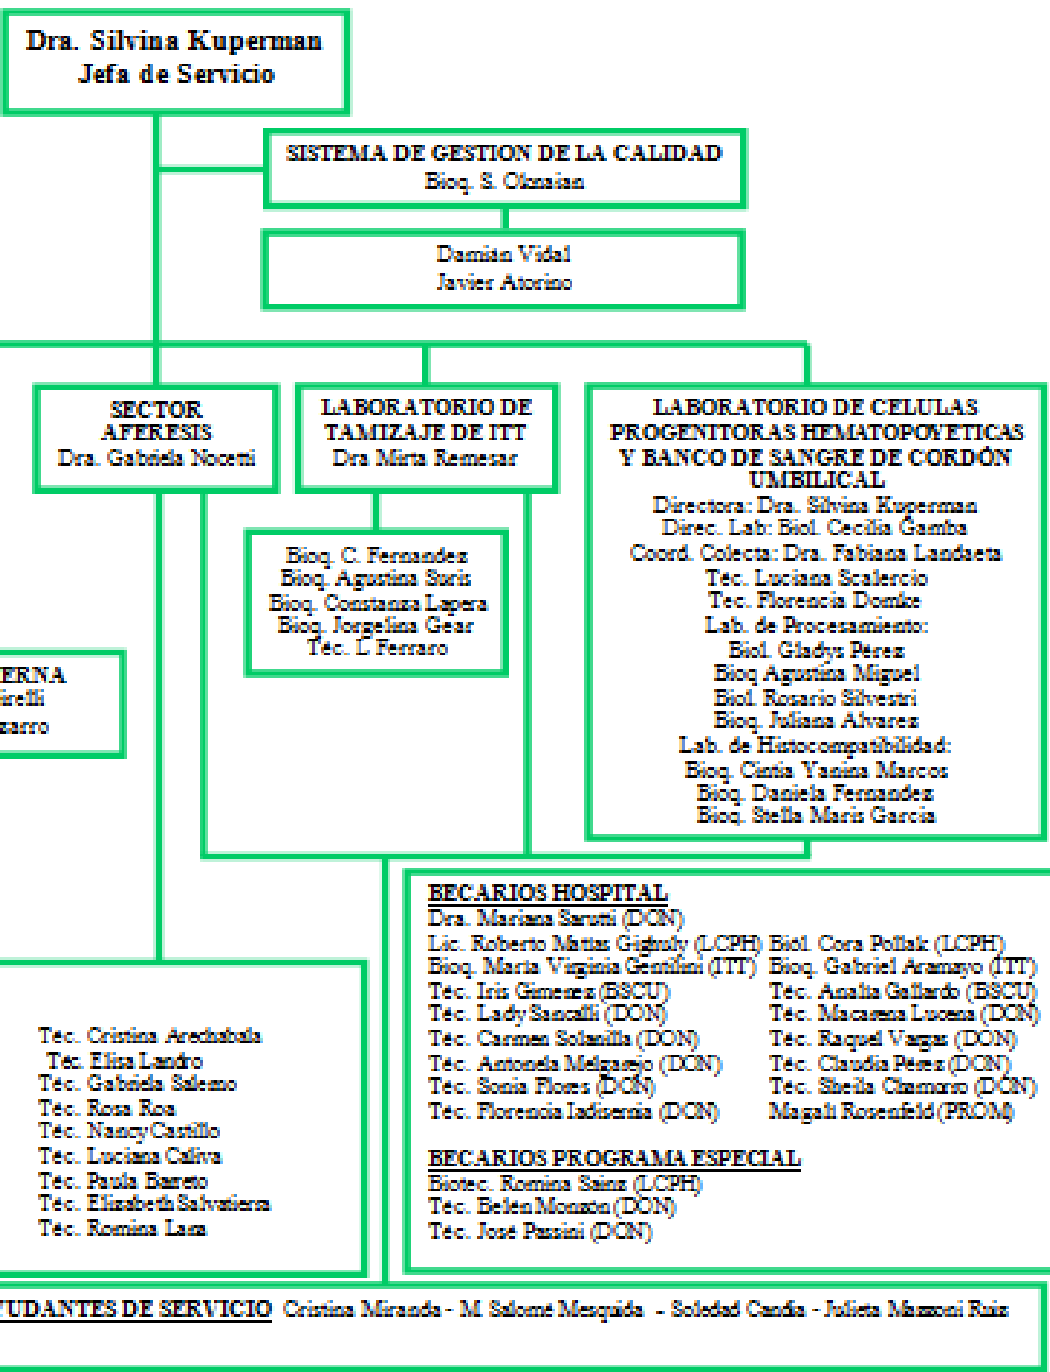 Dra. Silvina Kuperman
Jefa de Servicio
SISTEMA DE GESTION DE LA CALIDAD
Bioq. S. Oknaian
Damián Vidal
Javier Atorino
SECTOR
AFERESIS
Dra. Gabriela Nocetti
LABORATORIO DE
TAMIZAJE DE ITT
Dra Mirta Remesar
LABORATORIO DE CELULAS
PROGENITORAS HEMATOPOYETICAS
Y BANCO DE SANGRE DE CORDÓN
UMBILICAL
Directora: Dra. Silvina Kuperman
Direc. Lab: Biol. Cecilia Gamba
Coord. Colecta: Dra. Fabiana Landaeta
Tec. Luciana Scalercio
Tec. Florencia Domke
Lab. de Procesamiento:
Biol. Gladys Pérez
Bioq Agustina Miguel
Biol. Rosario Silvestri
Bioq. Juliana Alvarez
Lab. de Histocompatibilidad:
Bioq. Cintia Yanina Marcos
Bioq. Daniela Fernandez
Bioq. Stella Maris Garcia
Bioq. C. Fernandez
Bioq. Agustina Suris
Bioq. Constanza Lapera
Bioq. Jorgelina Gear
Téc. L Ferraro
ERNA
irelli
zarro
Téc. Cristina Arechabala
Téc. Elisa Landro
Téc. Gabriela Salerno
Téc. Rosa Roa
Téc. Nancy Castillo
Téc. Luciana Caliva
Téc. Paula Barreto
Téc. Elizabeth Salvatierra
Téc. Romina Lara
BECARIOS HOSPITAL
Dra. Mariana Sarutti (DON)
Lic. Roberto Matias (LCPH) Biól. Cora Pollak (LCPH)
Bioq. Maria Virginia Gentilini (ITT) Bioq. Gabriel Aramayo (ITT)
Téc. Iris Gimenez (BSCU) Téc. Analia Gallardo (BSCU)
Téc. Lady Sancalli (DON) Téc. Macarena Lucena (DON)
Téc. Carmen Solanilla (DON) Téc. Raquel Vargas (DON)
Téc. Antonela Melgarejo (DON) Téc. Claudia Pérez (DON)
Téc. Sonia Flores (DON) Téc. Sheila Chamorro (DON)
Téc. Florencia Iadisernia (DON) Magali Rosenfeld (PROM)
BECARIOS PROGRAMA ESPECIAL
Biotec. Romina Sainz (LCPH)
Téc. Belén Monzón (DON)
Téc. José Passini (DON)
YUDANTES DE SERVICIO Cristina Miranda - M. Salomé Mesquida - Soledad Candia - Julieta Mazzoni Ruiz